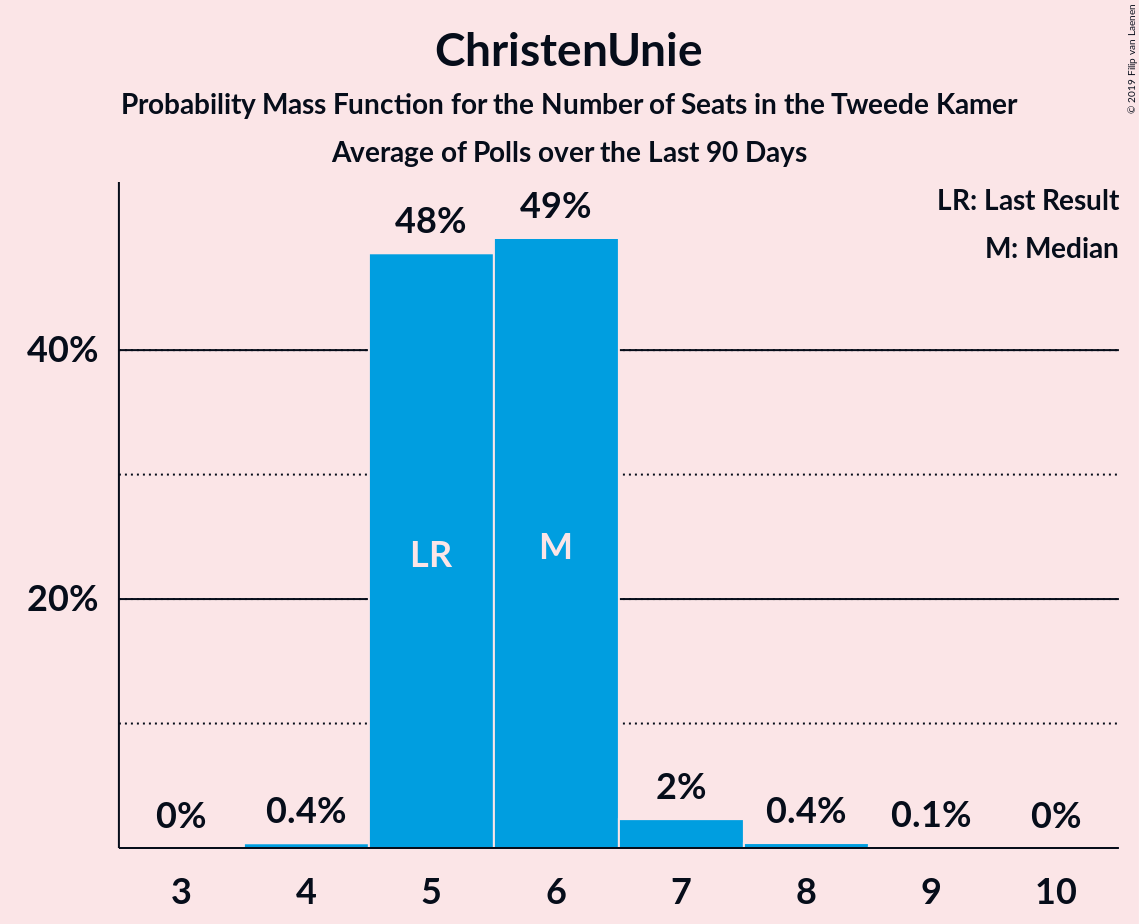 ChristenUnie
Probability Mass Function for the Number of Seats in the Tweede Kamer
Average of Polls over the Last 90 Days
© 2019 Filip van Laenen
LR: Last Result
M: Median
48%
49%
40%
20%
LR
M
0%
0.4%
2%
0.4%
0.1%
0%
3 4 5 6 7 8 9 10